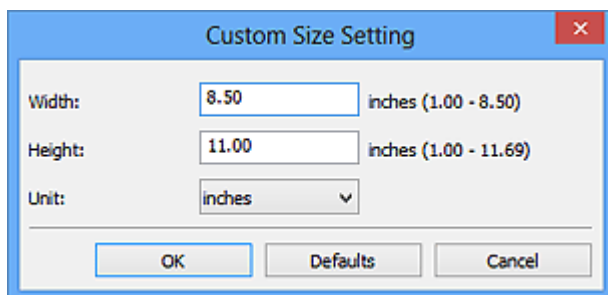 Custom Size Setting
Width: 8.50 inches (1.00 - 8.50)
Height: 11.00 inches (1.00 - 11.69)
Unit: inches
OK Defaults Cancel